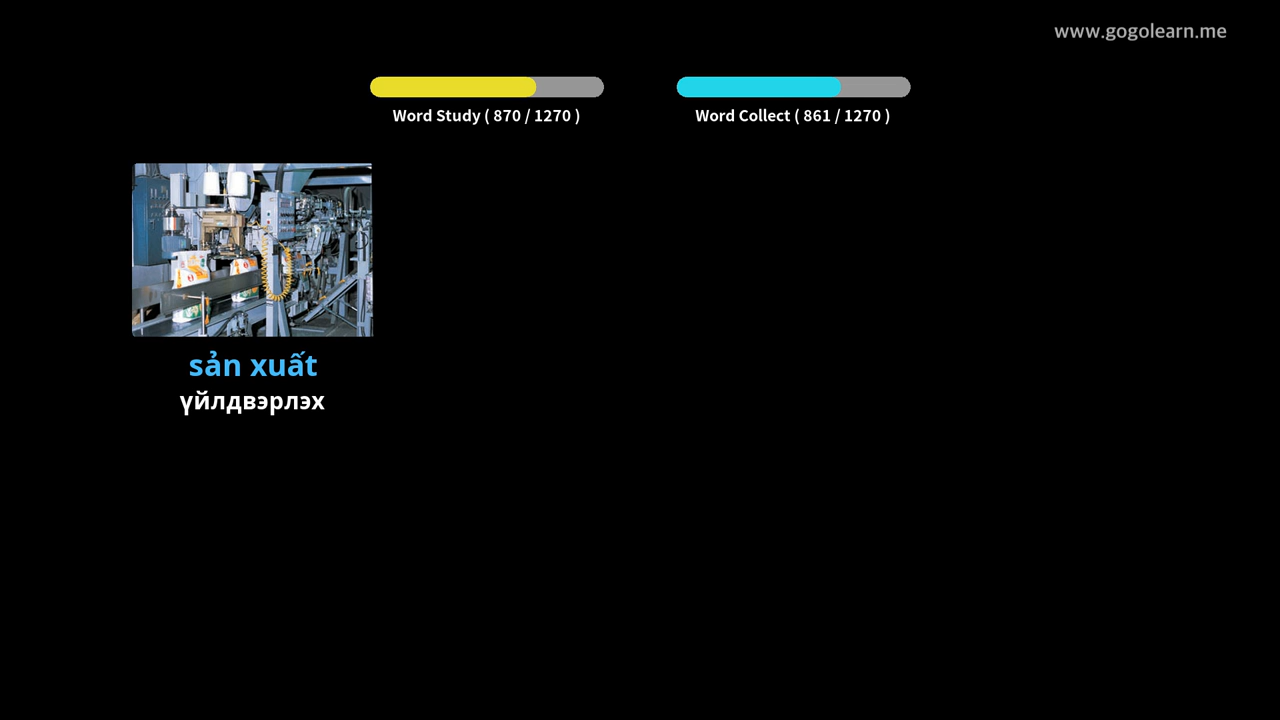 www.gogolearn.me
Word Study ( 870 / 1270 )
Word Collect ( 861 / 1270 )
sản xuất
үйлдвэрлэх